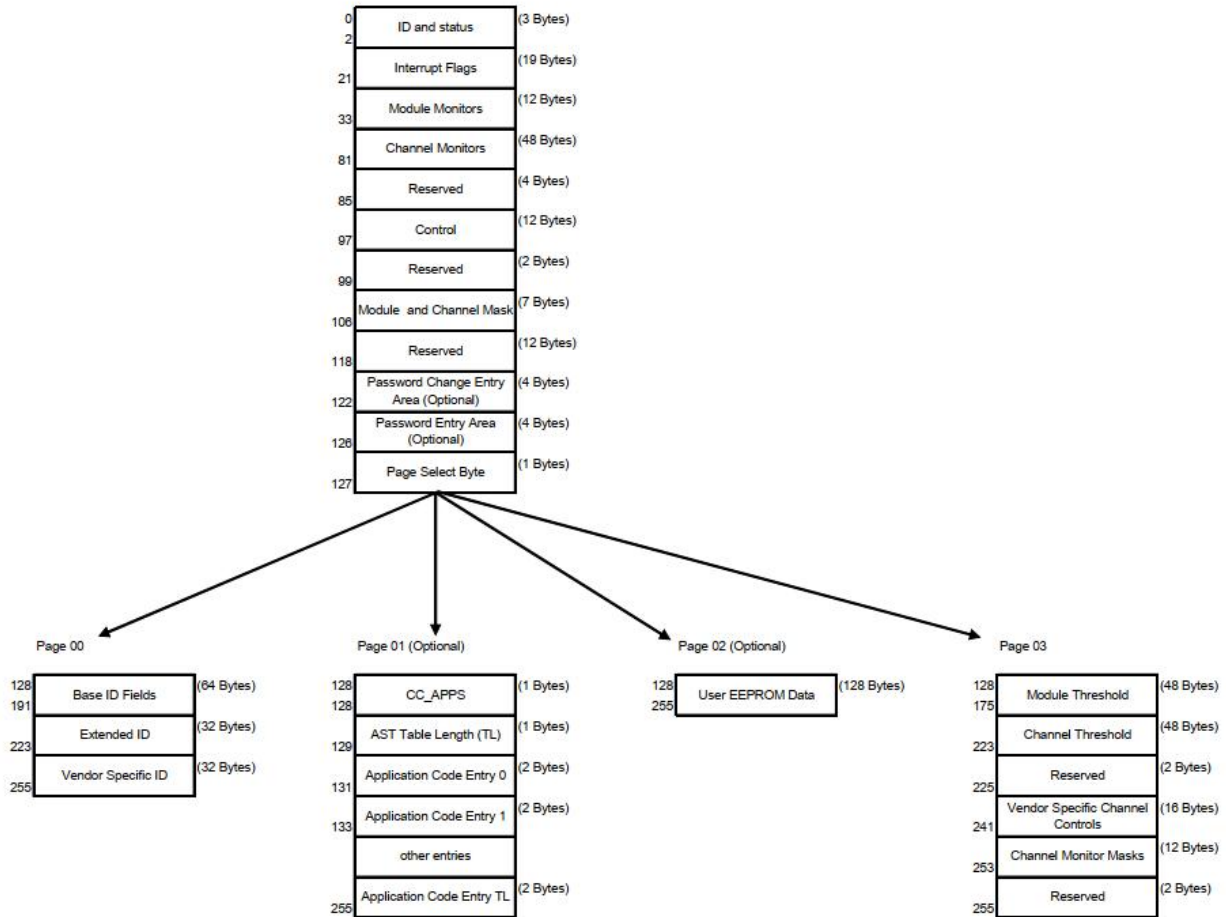 0 ID and status (3 Bytes)
2
Interrupt Flags (19 Bytes)
21
Module Monitors (12 Bytes)
33
Channel Monitors (48 Bytes)
81
Reserved (4 Bytes)
85
Control (12 Bytes)
97
Reserved (2 Bytes)
99
Module and Channel Mask (7 Bytes)
106
Reserved (12 Bytes)
118
Password Change Entry (4 Bytes)
Area (Optional)
122
Password Entry Area (4 Bytes)
(Optional)
126
Page Select Byte (1 Bytes)
127
Page 00
128 Base ID Fields (64 Bytes)
191
Extended ID (32 Bytes)
223
Vendor Specific ID (32 Bytes)
255
Page 01 (Optional)
128 CC_APPS (1 Bytes)
128
AST Table Length (TL) (1 Bytes)
129
Application Code Entry 0 (2 Bytes)
131
Application Code Entry 1 (2 Bytes)
133
other entries
Application Code Entry TL (2 Bytes)
255
Page 02 (Optional)
128 User EEPROM Data (128 Bytes)
255
Page 03
128 Module Threshold (48 Bytes)
175
Channel Threshold (48 Bytes)
223
Reserved (2 Bytes)
225
Vendor Specific Channel (16 Bytes)
Controls
241
Channel Monitor Masks (12 Bytes)
253
Reserved (2 Bytes)
255